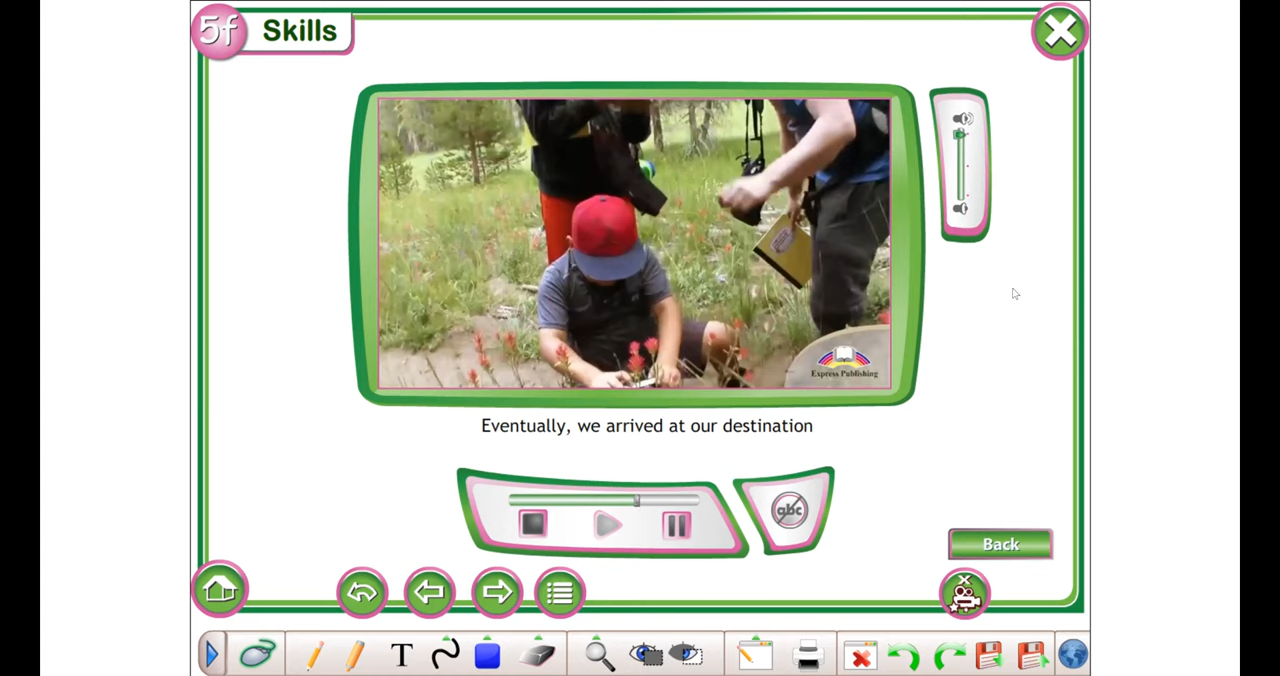 5f Skills
Express Publishing
Eventually, we arrived at our destination
abc
Back
T